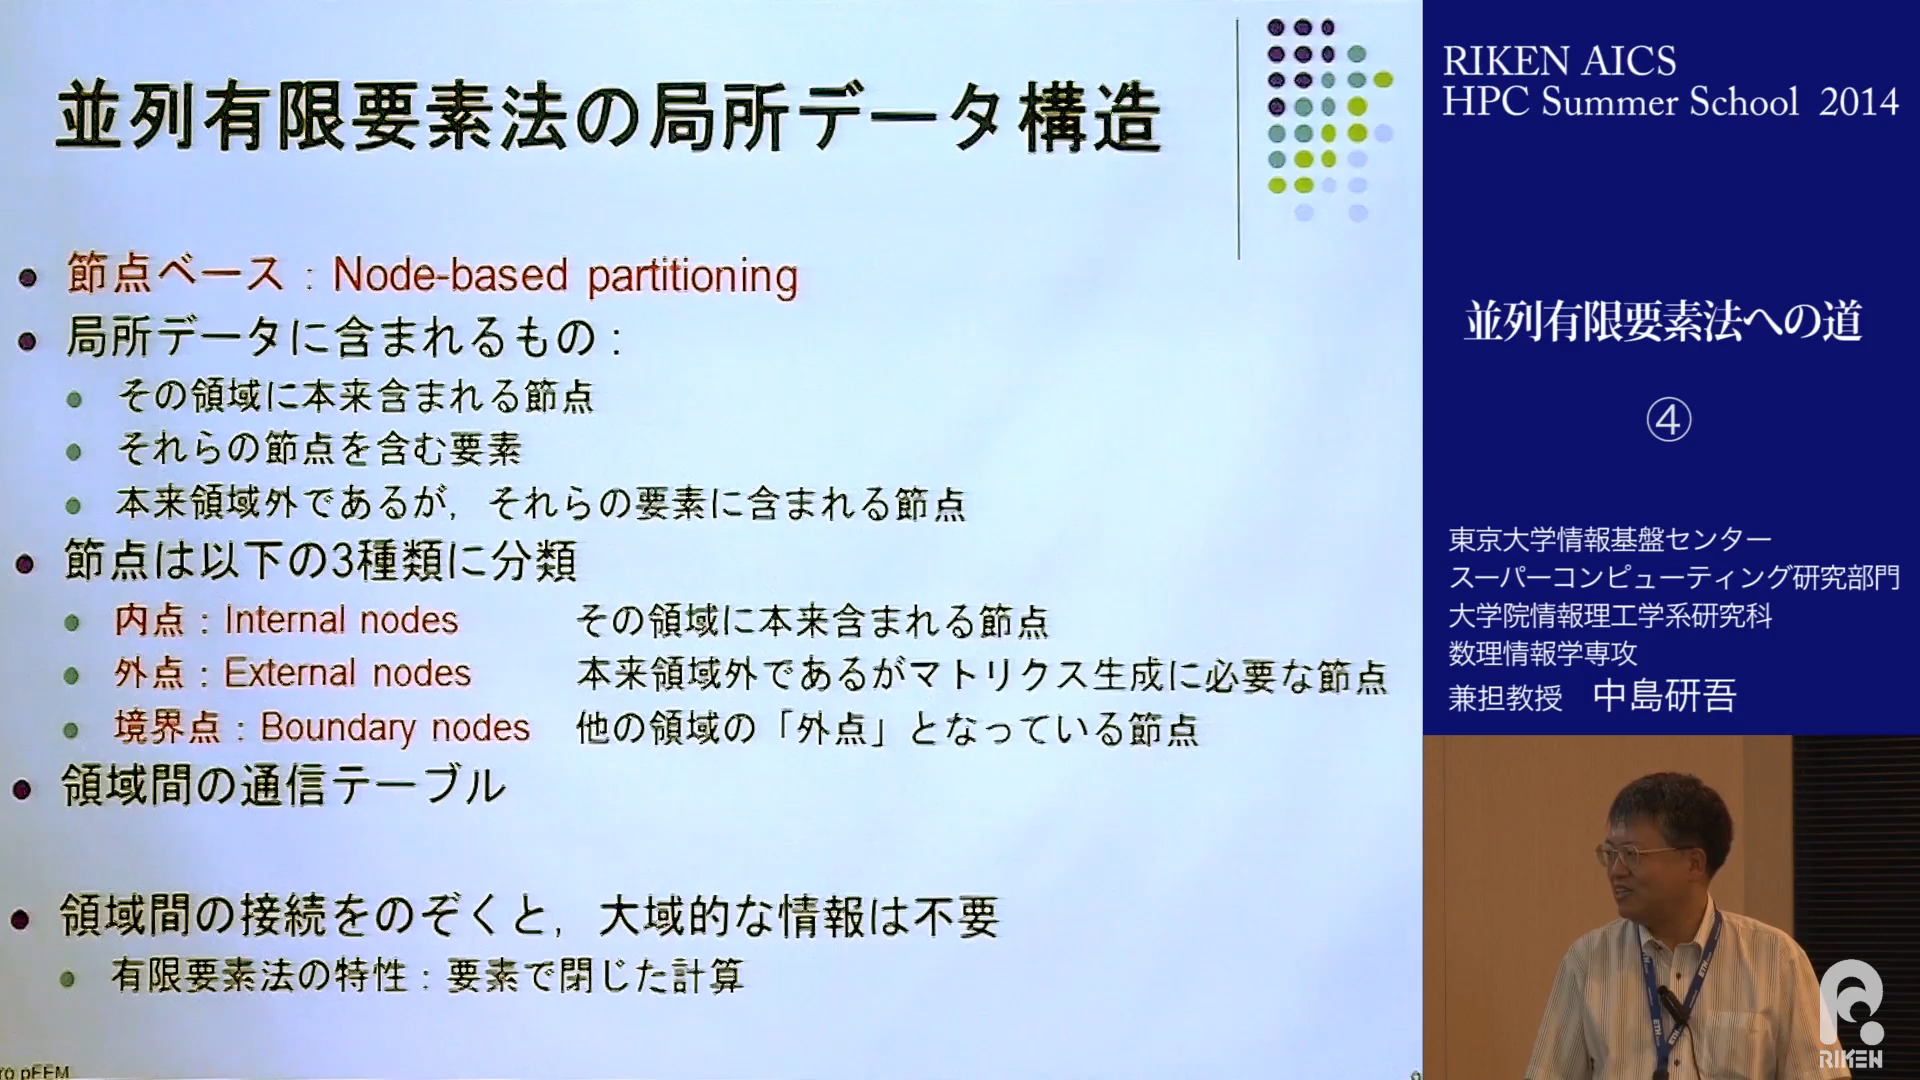 並列有限要素法の局所データ構造
節点ベース：Node-based partitioning
局所データに含まれるもの：
その領域に本来含まれる節点
それらの節点を含む要素
本来領域外であるが，それらの要素に含まれる節点
節点は以下の3種類に分類
内点：Internal nodes その領域に本来含まれる節点
外点：External nodes 本来領域外であるがマトリクス生成に必要な節点
境界点：Boundary nodes 他の領域の「外点」となっている節点
領域間の通信テーブル
領域間の接続をのぞくと，大域的な情報は不要
有限要素法の特性：要素で閉じた計算
pFEM
RIKEN AICS
HPC Summer School 2014
並列有限要素法への道
④
東京大学情報基盤センター
スーパーコンピューティング研究部門
大学院情報理工学系研究科
数理情報学専攻
兼担教授 中島研吾
ETH
ETH
RIKEN